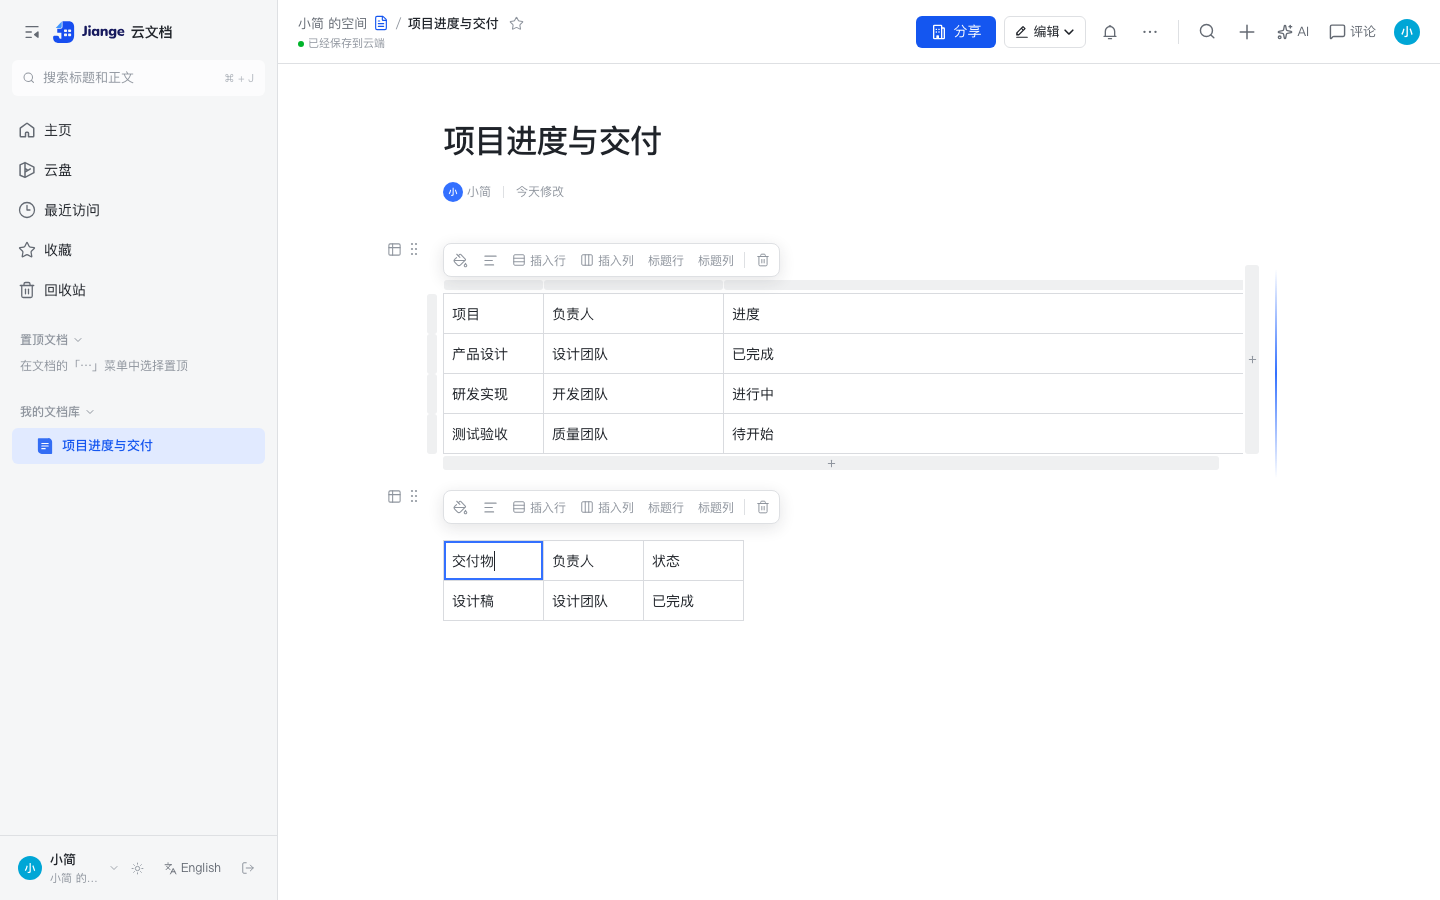 Jiange 云文档
搜索标题和正文 ⌘ + J
主页
云盘
最近访问
收藏
回收站
置顶文档
在文档的「···」菜单中选择置顶
我的文档库
项目进度与交付
小 小简
小简 的...
English
小简 的空间 / 项目进度与交付
已经保存到云端
分享 编辑 AI 评论 小
项目进度与交付
小 小简 今天修改
插入行 插入列 标题行 标题列
项目 负责人 进度
产品设计 设计团队 已完成
研发实现 开发团队 进行中
测试验收 质量团队 待开始
插入行 插入列 标题行 标题列
交付物 负责人 状态
设计稿 设计团队 已完成